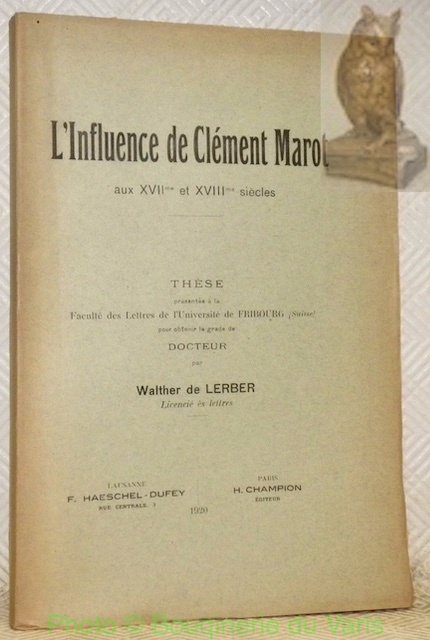 L'Influence de Clément Marot
aux XVIIme et XVIIIme siècles
THÈSE
présentée à la
Faculté des Lettres de l'Université de FRIBOURG (Suisse)
pour obtenir le grade de
DOCTEUR
par
Walther de LERBER
Licencié ès lettres
LAUSANNE
F. HAESCHEL-DUFEY
RUE CENTRALE, 3
PARIS
H. CHAMPION
ÉDITEUR
1920
Photo © Bouquinerie du Varis